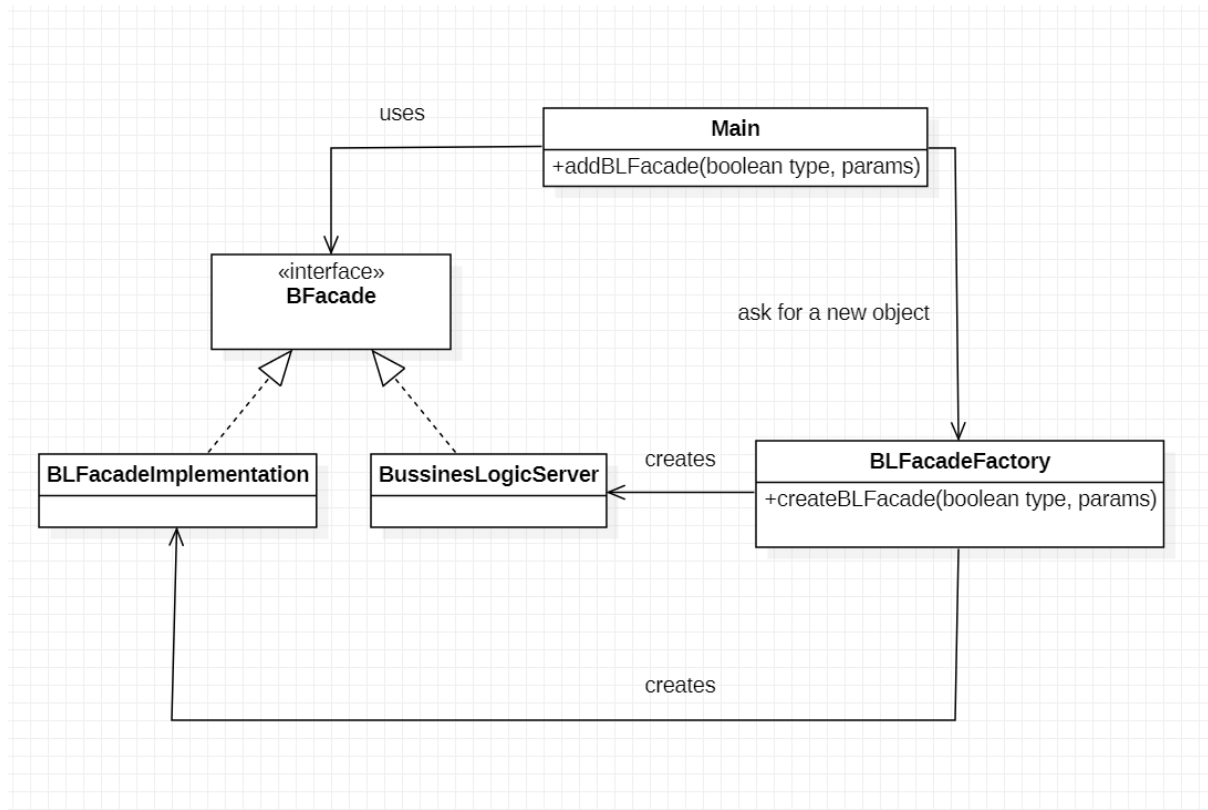 uses
Main
+addBLFacade(boolean type, params)
«interface»
BFacade
ask for a new object
BLFacadeImplementation
BussinesLogicServer
creates
BLFacadeFactory
+createBLFacade(boolean type, params)
creates